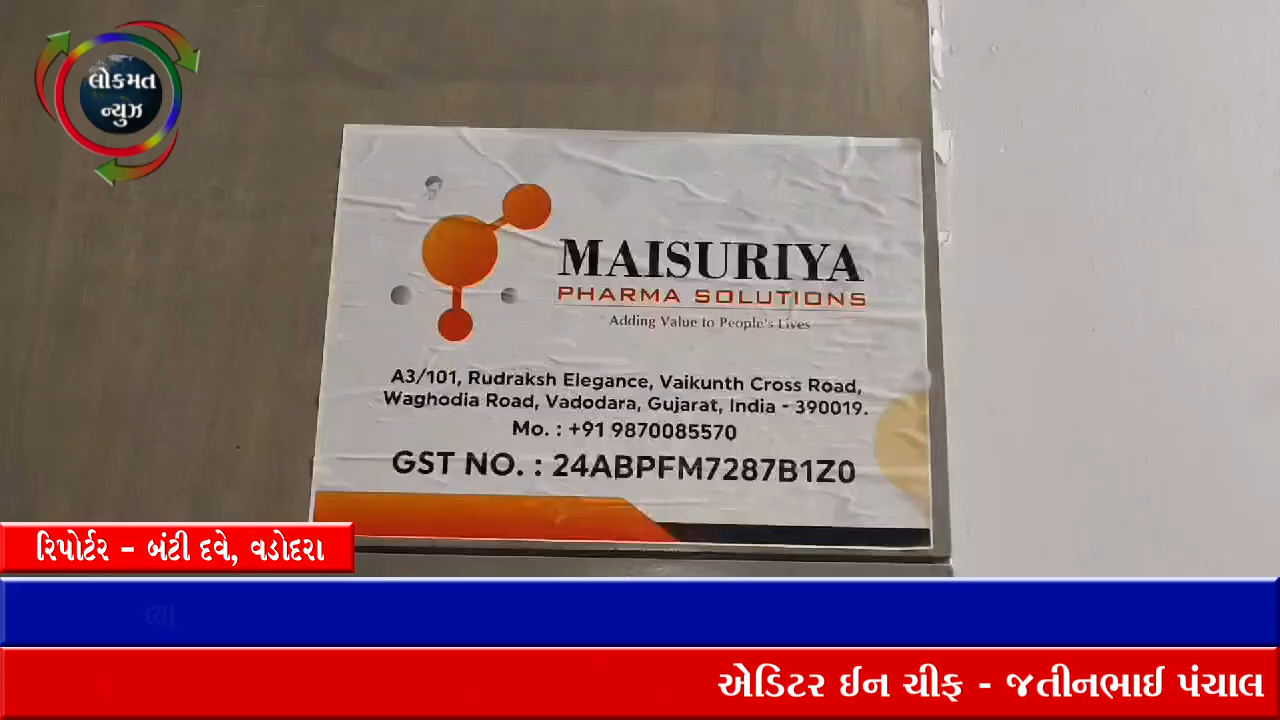 લોકમત
ન્યુઝ
MAISURIYA
PHARMA SOLUTIONS
Adding Value to People's Lives
A3/101, Rudraksh Elegance, Vaikunth Cross Road,
Waghodia Road, Vadodara, Gujarat, India - 390019.
Mo. : +91 9870085570
GST NO. : 24ABPFM7287B1Z0
રિપોર્ટર - બંટી દવે, વડોદરા
એડિટર ઈન ચીફ - જતીનભાઈ પંચાલ